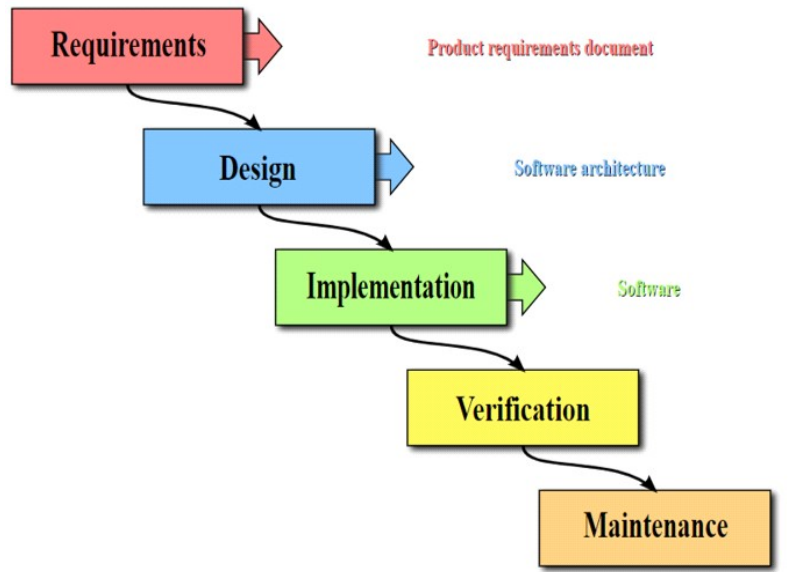 Requirements
Product requirements document
Design
Software architecture
Implementation
Software
Verification
Maintenance